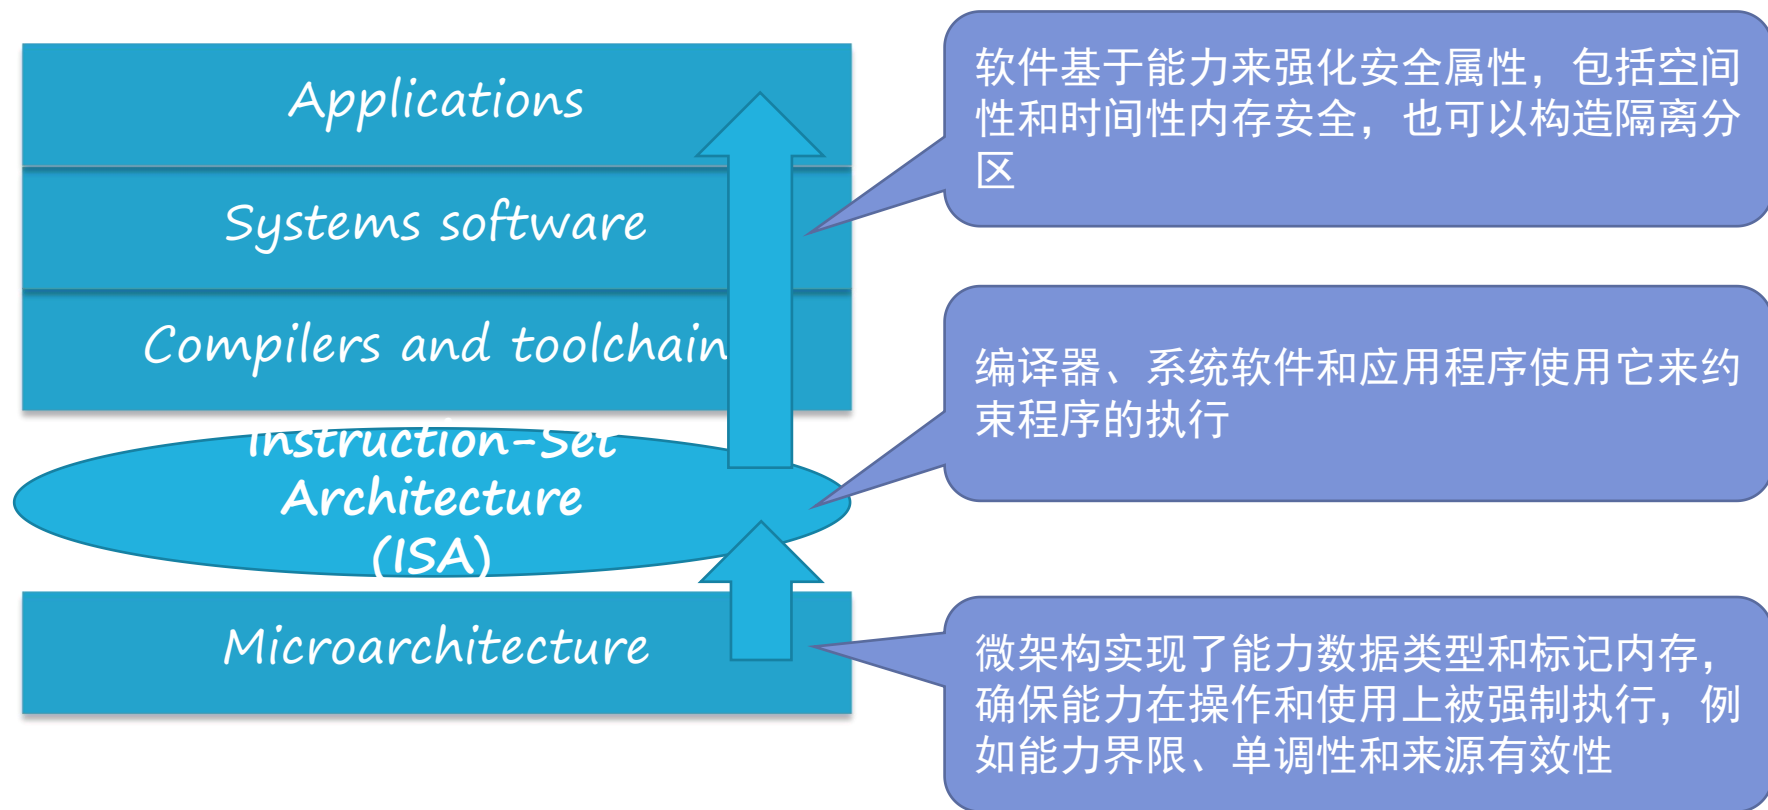 Applications
Systems software
Compilers and toolchain
Instruction-Set
Architecture
(ISA)
Microarchitecture
软件基于能力来强化安全属性，包括空间
性和时间性内存安全，也可以构造隔离分
区
编译器、系统软件和应用程序使用它来约
束程序的执行
微架构实现了能力数据类型和标记内存，
确保能力在操作和使用上被强制执行，例
如能力界限、单调性和来源有效性